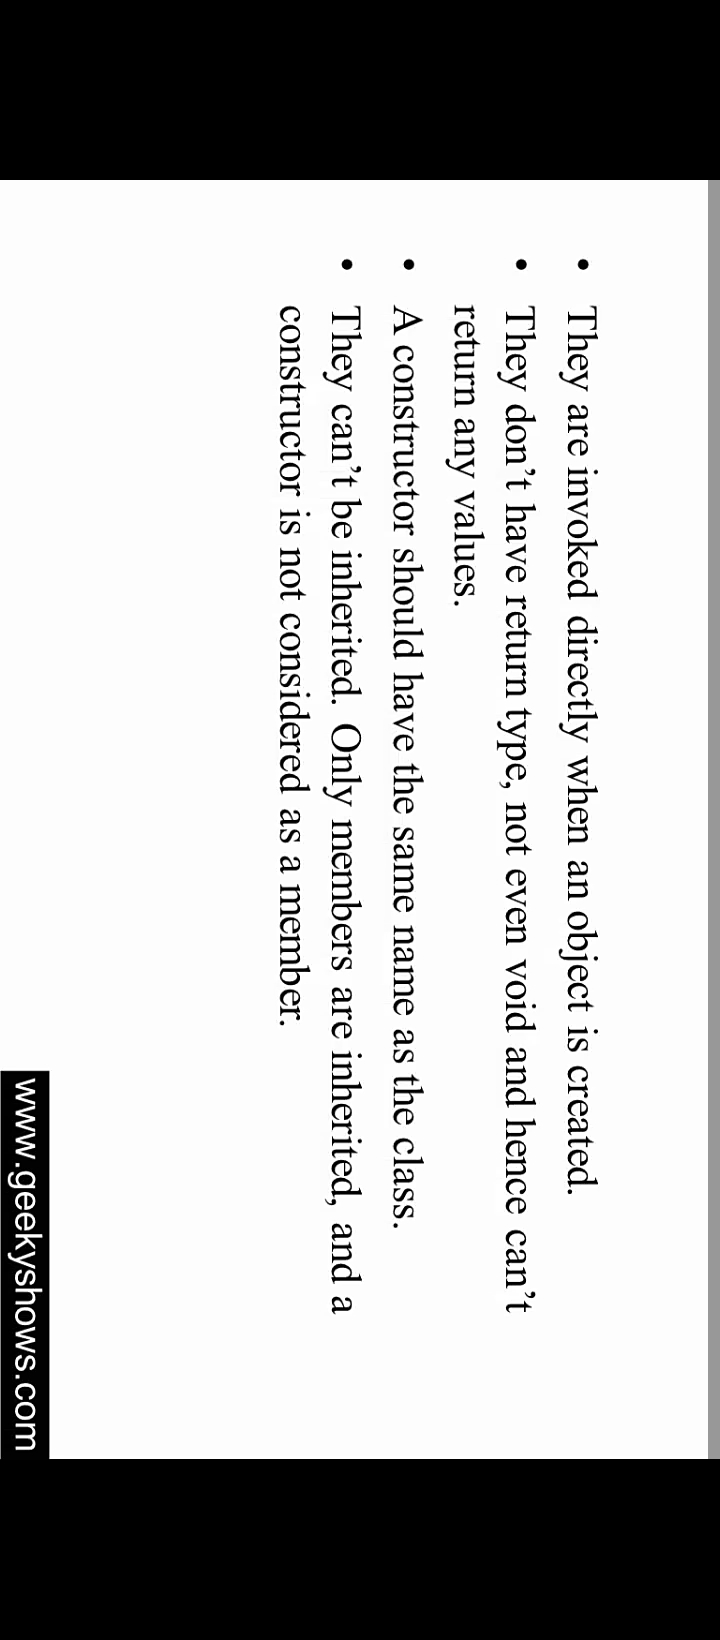 • They are invoked directly when an object is created.
• They don’t have return type, not even void and hence can’t
return any values.
• A constructor should have the same name as the class.
• They can’t be inherited. Only members are inherited, and a
constructor is not considered as a member.
www.geekyshows.com